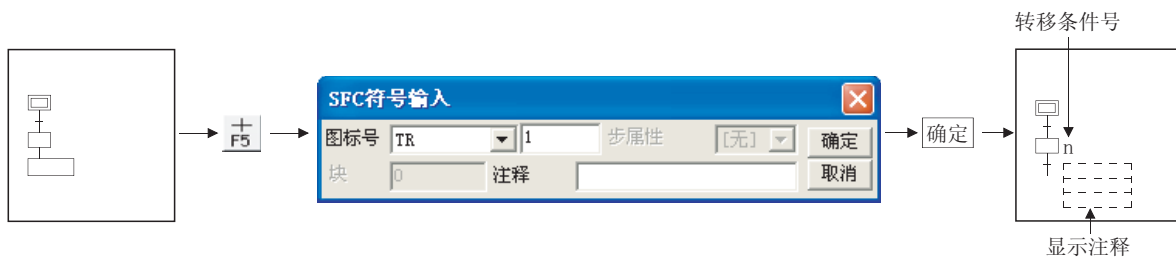 转移条件号
SFC符号输入
图标号 TR 1 步属性 [无] 确定
块 0 注释 取消
F5
确定
n
显示注释